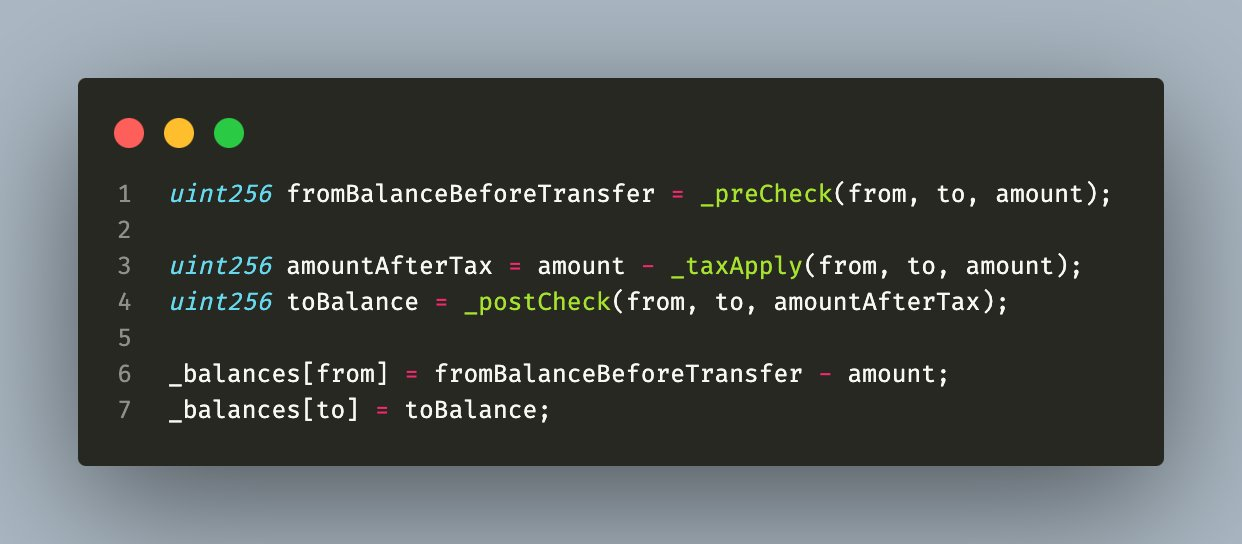 1 uint256 fromBalanceBeforeTransfer = _preCheck(from, to, amount);
2
3 uint256 amountAfterTax = amount - _taxApply(from, to, amount);
4 uint256 toBalance = _postCheck(from, to, amountAfterTax);
5
6 _balances[from] = fromBalanceBeforeTransfer - amount;
7 _balances[to] = toBalance;